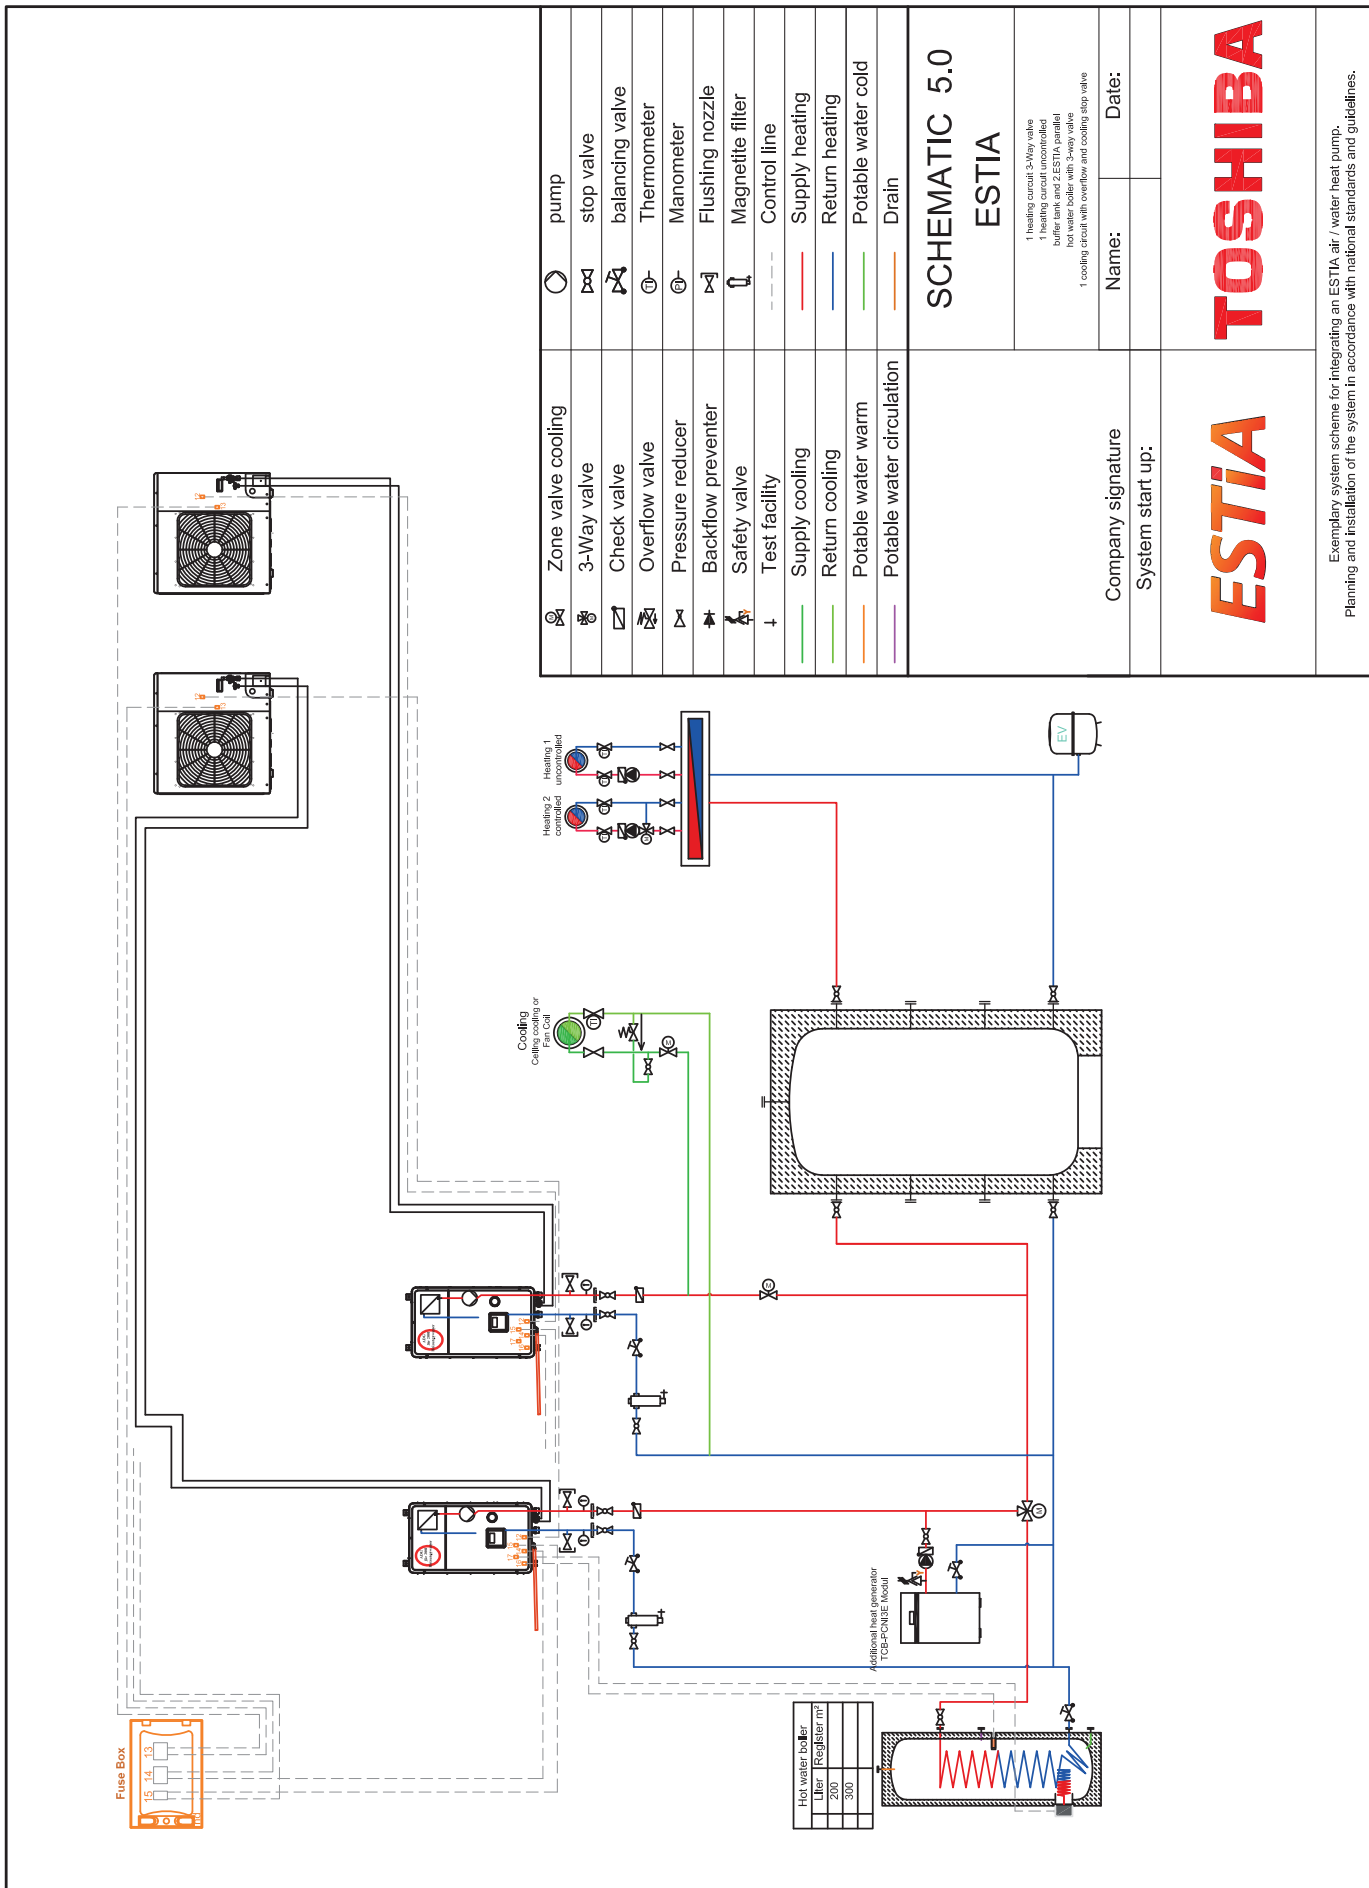 Fuse Box
15
14
13
Hot water boiler
Liter
Register m²
200
300
Additional heat generator
TCB-PCNI3E Modul
M
Cooling
Ceiling cooling or
Fan Coil
TI
M
M
Heating 2
controlled
Heating 1
uncontrolled
EV
Zone valve cooling
3-Way valve
Check valve
Overflow valve
Pressure reducer
Backflow preventer
Safety valve
Test facility
Supply cooling
Return cooling
Potable water warm
Potable water circulation
pump
stop valve
balancing valve
Thermometer
Manometer
Flushing nozzle
Magnetite filter
Control line
Supply heating
Return heating
Potable water cold
Drain
SCHEMATIC 5.0
ESTIA
1 heating curcuit 3-Way valve
1 heating curcuit uncontrolled
buffer tank and 2.ESTIA parallel
hot water boiler with 3-way valve
1 cooling circuit with overflow and cooling stop valve
Company signature
Name:
Date:
System start up:
ESTIA
TOSHIBA
Exemplary system scheme for integrating an ESTIA air / water heat pump.
Planning and installation of the system in accordance with national standards and guidelines.